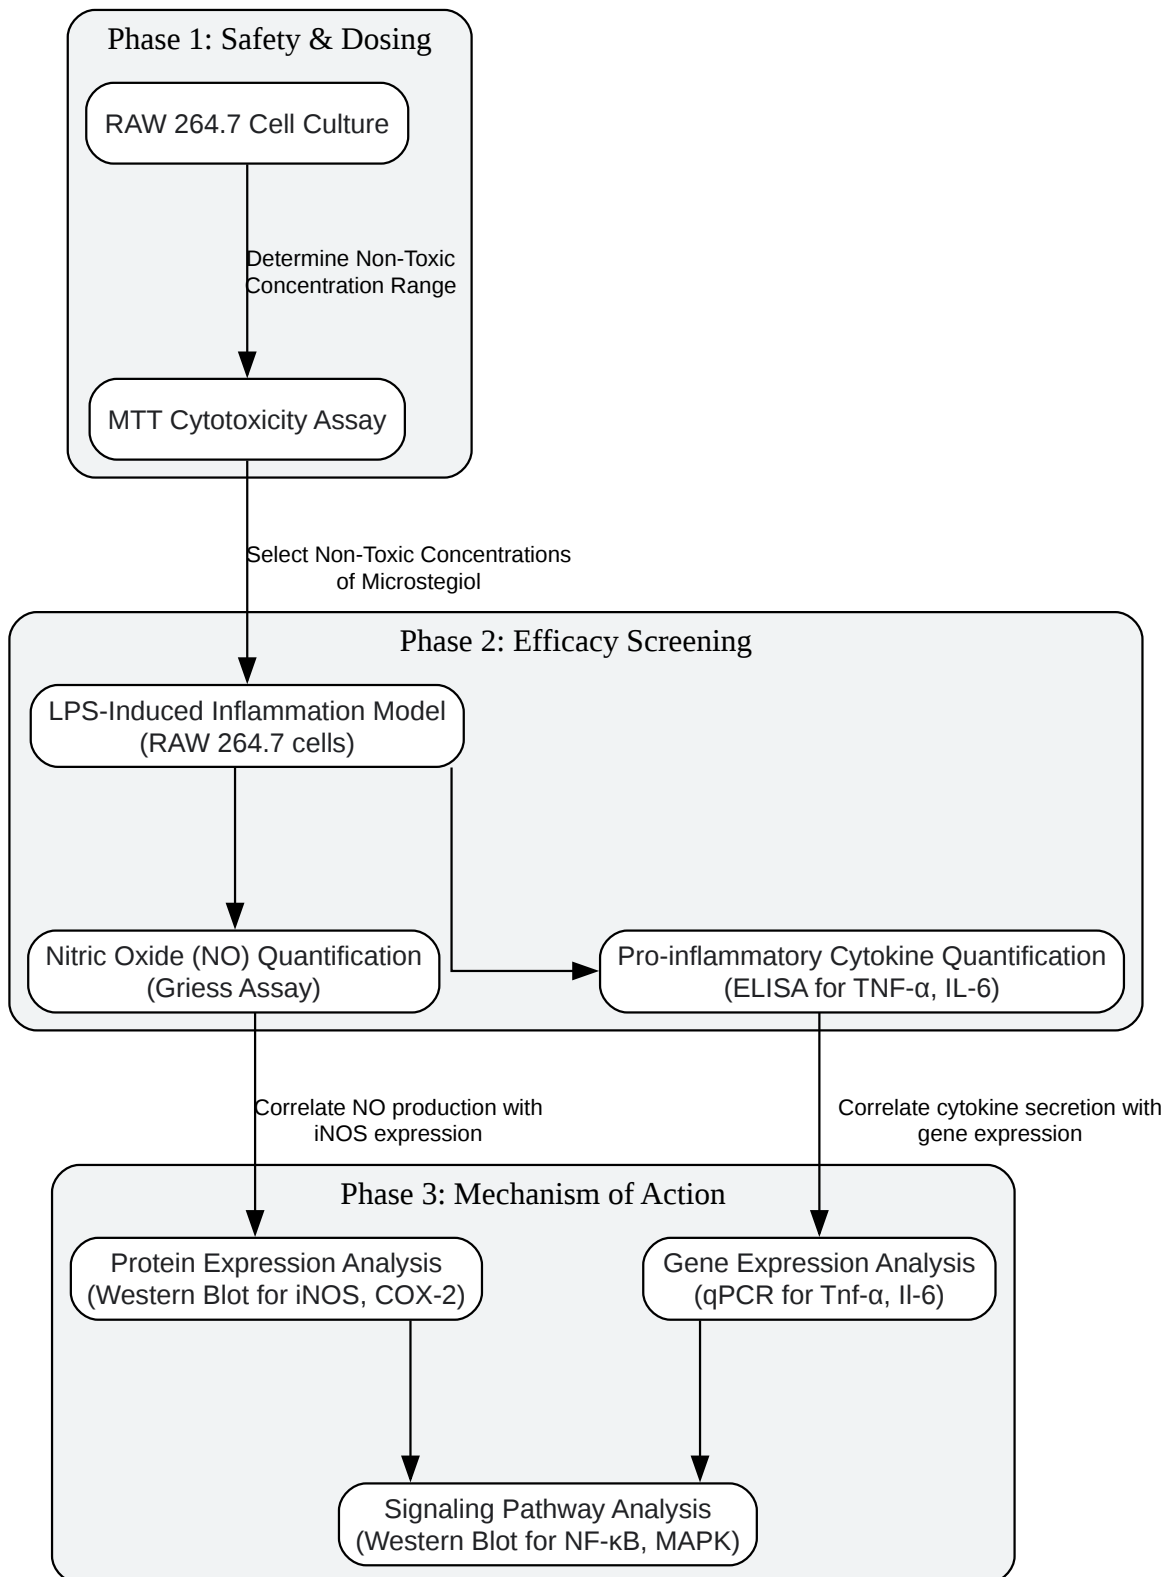 Phase 1: Safety & Dosing
RAW 264.7 Cell Culture
Determine Non-Toxic
Concentration Range
MTT Cytotoxicity Assay
Select Non-Toxic Concentrations
of Microstegiol
Phase 2: Efficacy Screening
LPS-Induced Inflammation Model
(RAW 264.7 cells)
Nitric Oxide (NO) Quantification
(Griess Assay)
Pro-inflammatory Cytokine Quantification
(ELISA for TNF-α, IL-6)
Correlate NO production with
iNOS expression
Correlate cytokine secretion with
gene expression
Phase 3: Mechanism of Action
Protein Expression Analysis
(Western Blot for iNOS, COX-2)
Gene Expression Analysis
(qPCR for Tnf-α, Il-6)
Signaling Pathway Analysis
(Western Blot for NF-κB, MAPK)